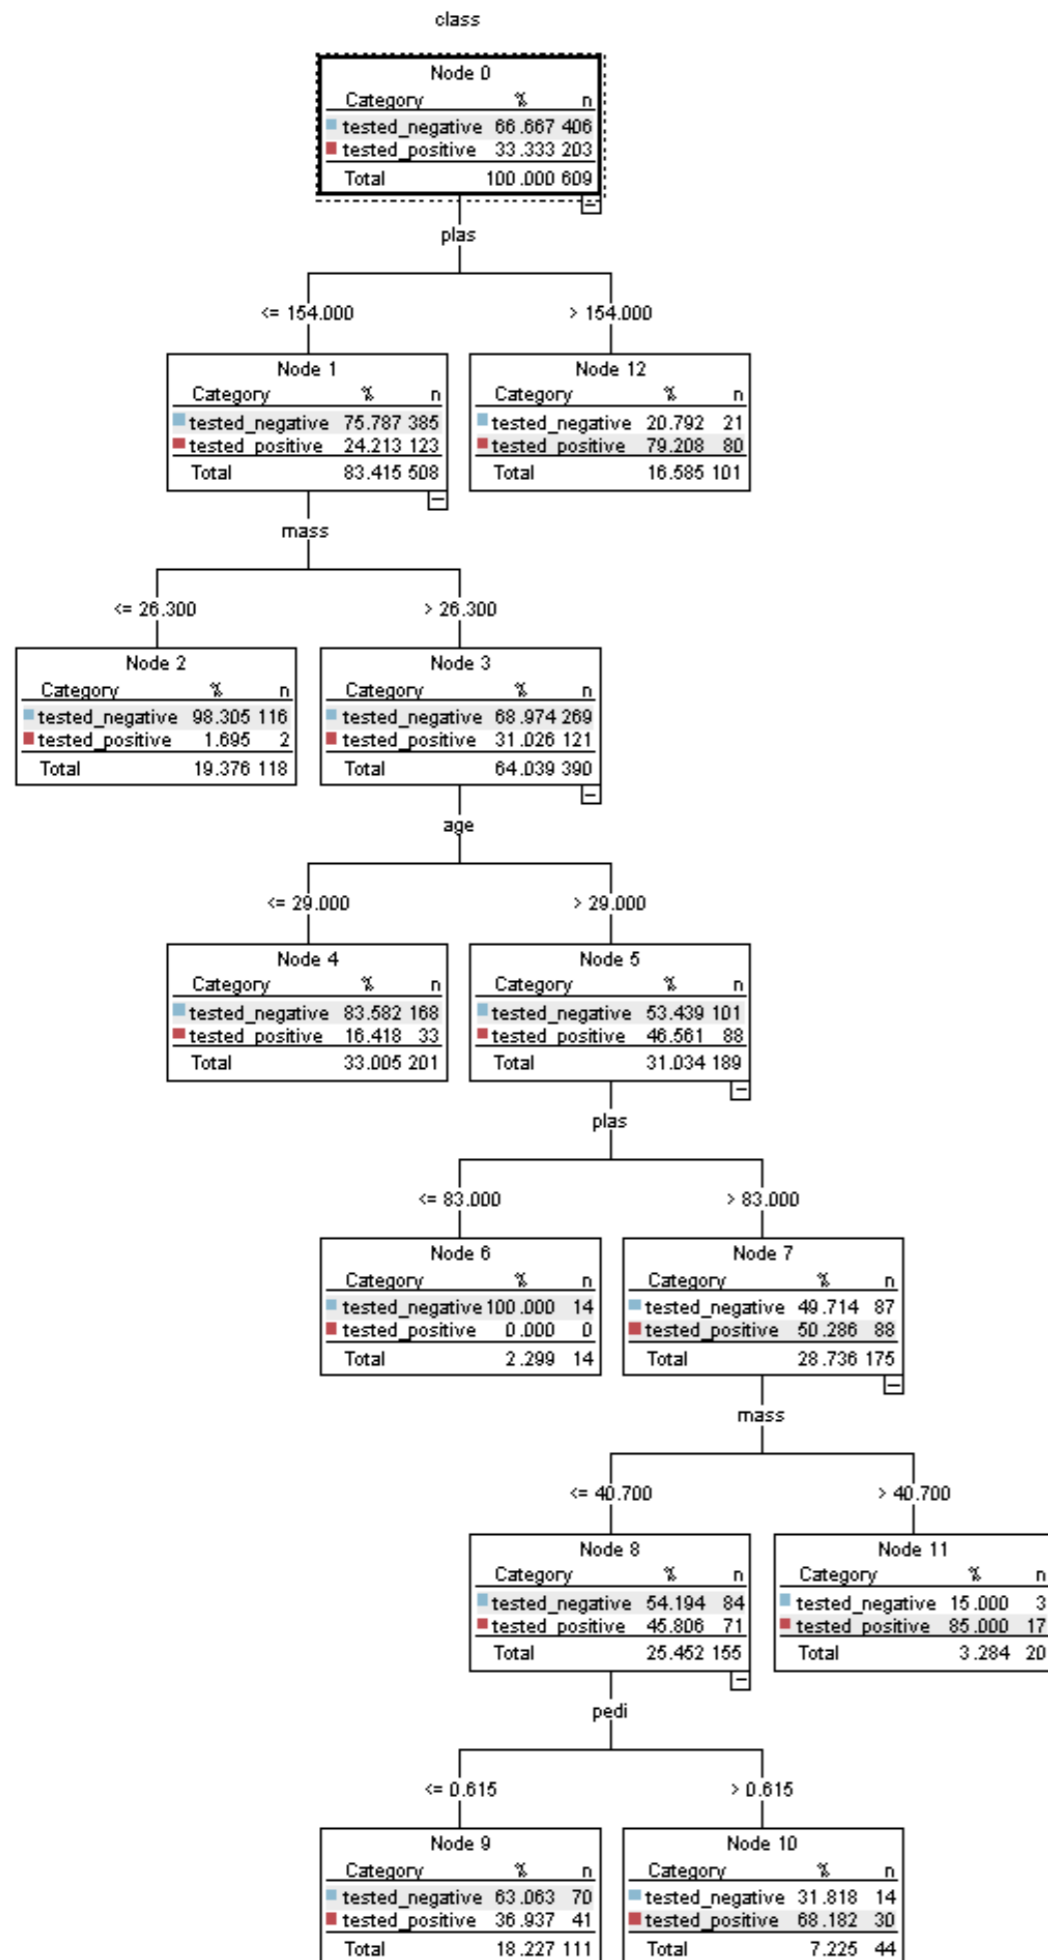 class
Node 0
Category % n
tested_negative 66.667 406
tested_positive 33.333 203
Total 100.000 609
plas
<= 154.000 > 154.000
Node 1
Category % n
tested_negative 75.787 385
tested_positive 24.213 123
Total 83.415 508
Node 12
Category % n
tested_negative 20.792 21
tested_positive 79.208 80
Total 16.585 101
mass
<= 26.300 > 26.300
Node 2
Category % n
tested_negative 98.305 116
tested_positive 1.695 2
Total 19.376 118
Node 3
Category % n
tested_negative 68.974 269
tested_positive 31.026 121
Total 64.039 390
age
<= 29.000 > 29.000
Node 4
Category % n
tested_negative 83.582 168
tested_positive 16.418 33
Total 33.005 201
Node 5
Category % n
tested_negative 53.439 101
tested_positive 46.561 88
Total 31.034 189
plas
<= 83.000 > 83.000
Node 6
Category % n
tested_negative 100.000 14
tested_positive 0.000 0
Total 2.299 14
Node 7
Category % n
tested_negative 49.714 87
tested_positive 50.286 88
Total 28.736 175
mass
<= 40.700 > 40.700
Node 8
Category % n
tested_negative 54.194 84
tested_positive 45.806 71
Total 25.452 155
Node 11
Category % n
tested_negative 15.000 3
tested_positive 85.000 17
Total 3.284 20
pedi
<= 0.615 > 0.615
Node 9
Category % n
tested_negative 63.063 70
tested_positive 36.937 41
Total 18.227 111
Node 10
Category % n
tested_negative 31.818 14
tested_positive 68.182 30
Total 7.225 44